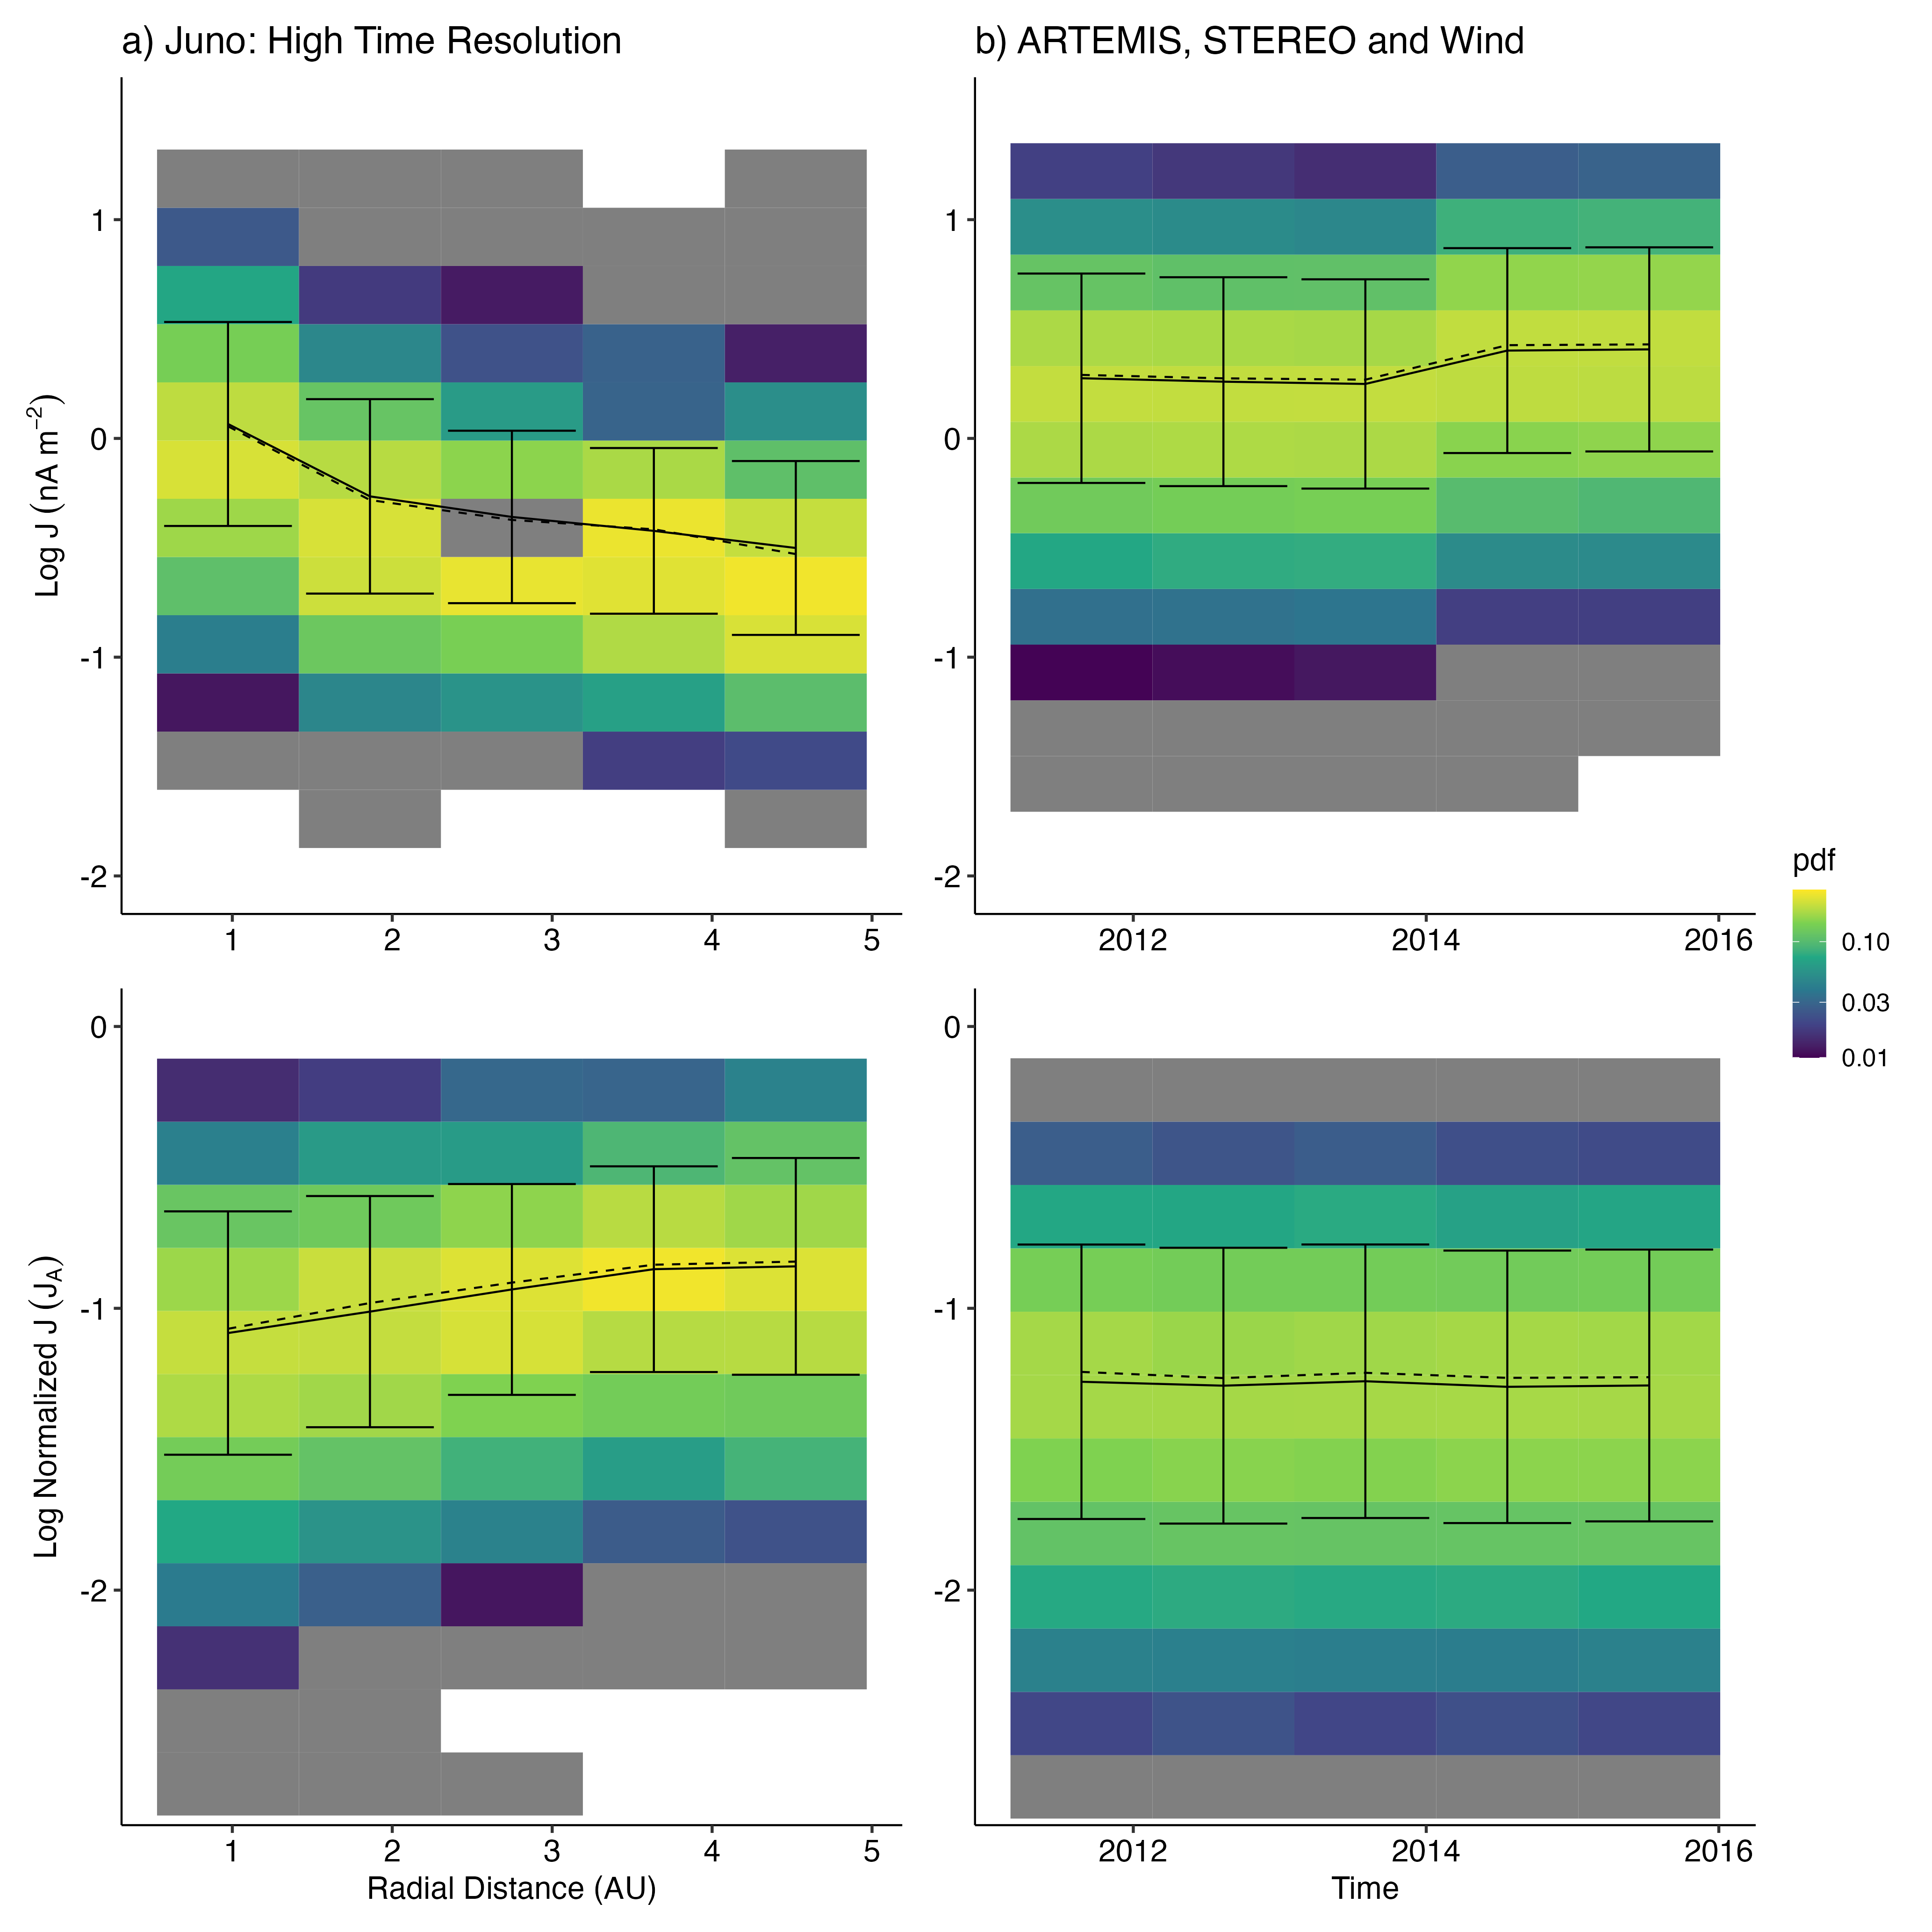 a) Juno: High Time Resolution
b) ARTEMIS, STEREO and Wind
Log J (nA m⁻²)
1
0
-1
-2
1 2 3 4 5
1
0
-1
-2
2012 2014 2016
pdf
0.10
0.03
0.01
Log Normalized J (J_A)
0
-1
-2
1 2 3 4 5
Radial Distance (AU)
0
-1
-2
2012 2014 2016
Time